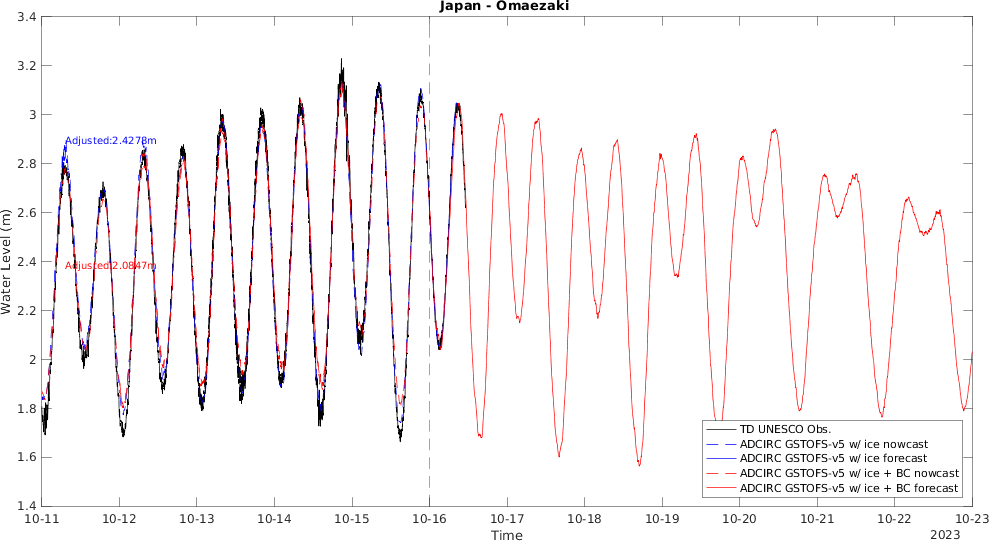 Japan - Omaezaki
3.4
3.2
3
2.8
2.6
2.4
2.2
2
1.8
1.6
1.4
Water Level (m)
Adjusted:2.4278m
Adjusted:2.0847m
TD UNESCO Obs.
ADCIRC GSTOFS-v5 w/ ice nowcast
ADCIRC GSTOFS-v5 w/ ice forecast
ADCIRC GSTOFS-v5 w/ ice + BC nowcast
ADCIRC GSTOFS-v5 w/ ice + BC forecast
10-11 10-12 10-13 10-14 10-15 10-16 10-17 10-18 10-19 10-20 10-21 10-22 10-23
Time
2023